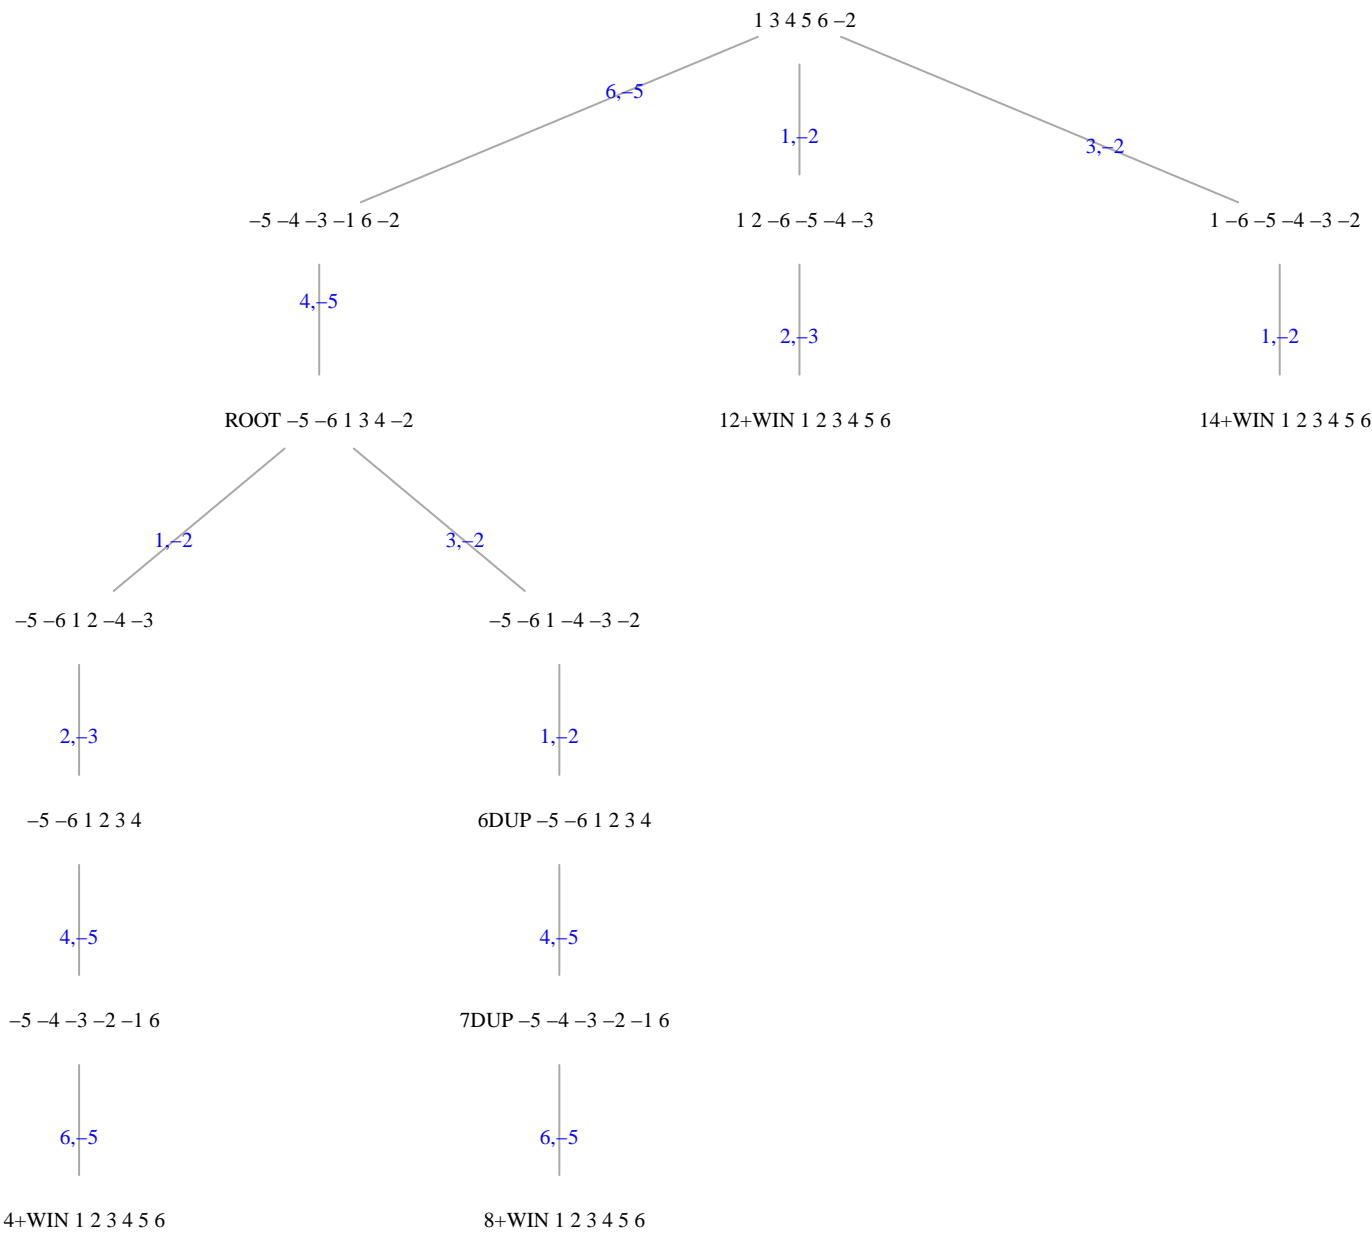 1 3 4 5 6 –2
6,–5
1,–2
3,–2
–5 –4 –3 –1 6 –2
1 2 –6 –5 –4 –3
1 –6 –5 –4 –3 –2
4,–5
2,–3
1,–2
ROOT –5 –6 1 3 4 –2
12+WIN 1 2 3 4 5 6
14+WIN 1 2 3 4 5 6
1,–2
3,–2
–5 –6 1 2 –4 –3
–5 –6 1 –4 –3 –2
2,–3
1,–2
–5 –6 1 2 3 4
6DUP –5 –6 1 2 3 4
4,–5
4,–5
–5 –4 –3 –2 –1 6
7DUP –5 –4 –3 –2 –1 6
6,–5
6,–5
4+WIN 1 2 3 4 5 6
8+WIN 1 2 3 4 5 6